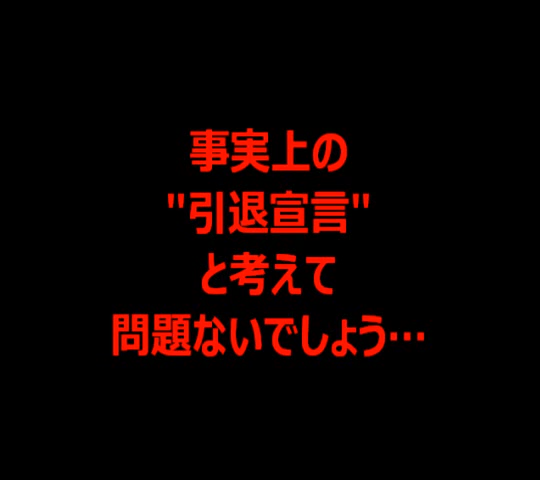 事実上の
"引退宣言"
と考えて
問題ないでしょう…